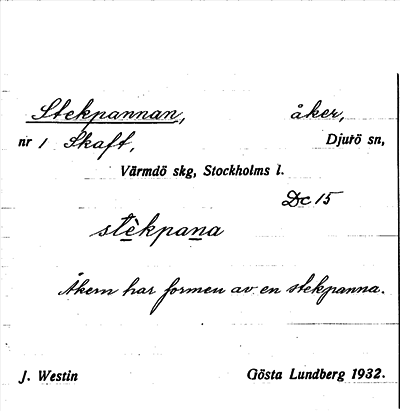 Stekpannan, åker,
nr 1 Skaft, Djurö sn,
Värmdö skg, Stockholms l.
Dc 15
stèkpana
Åkern har formen av en stekpanna.
J. Westin Gösta Lundberg 1932.